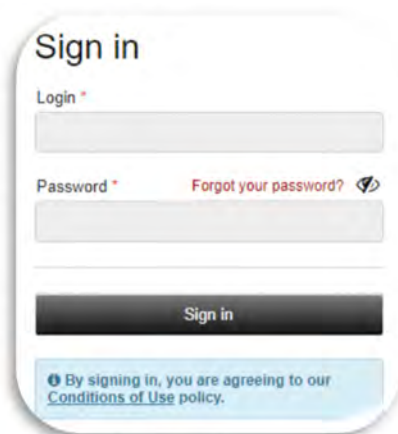 Sign in
Login *
Password * Forgot your password?
Sign in
By signing in, you are agreeing to our
Conditions of Use policy.